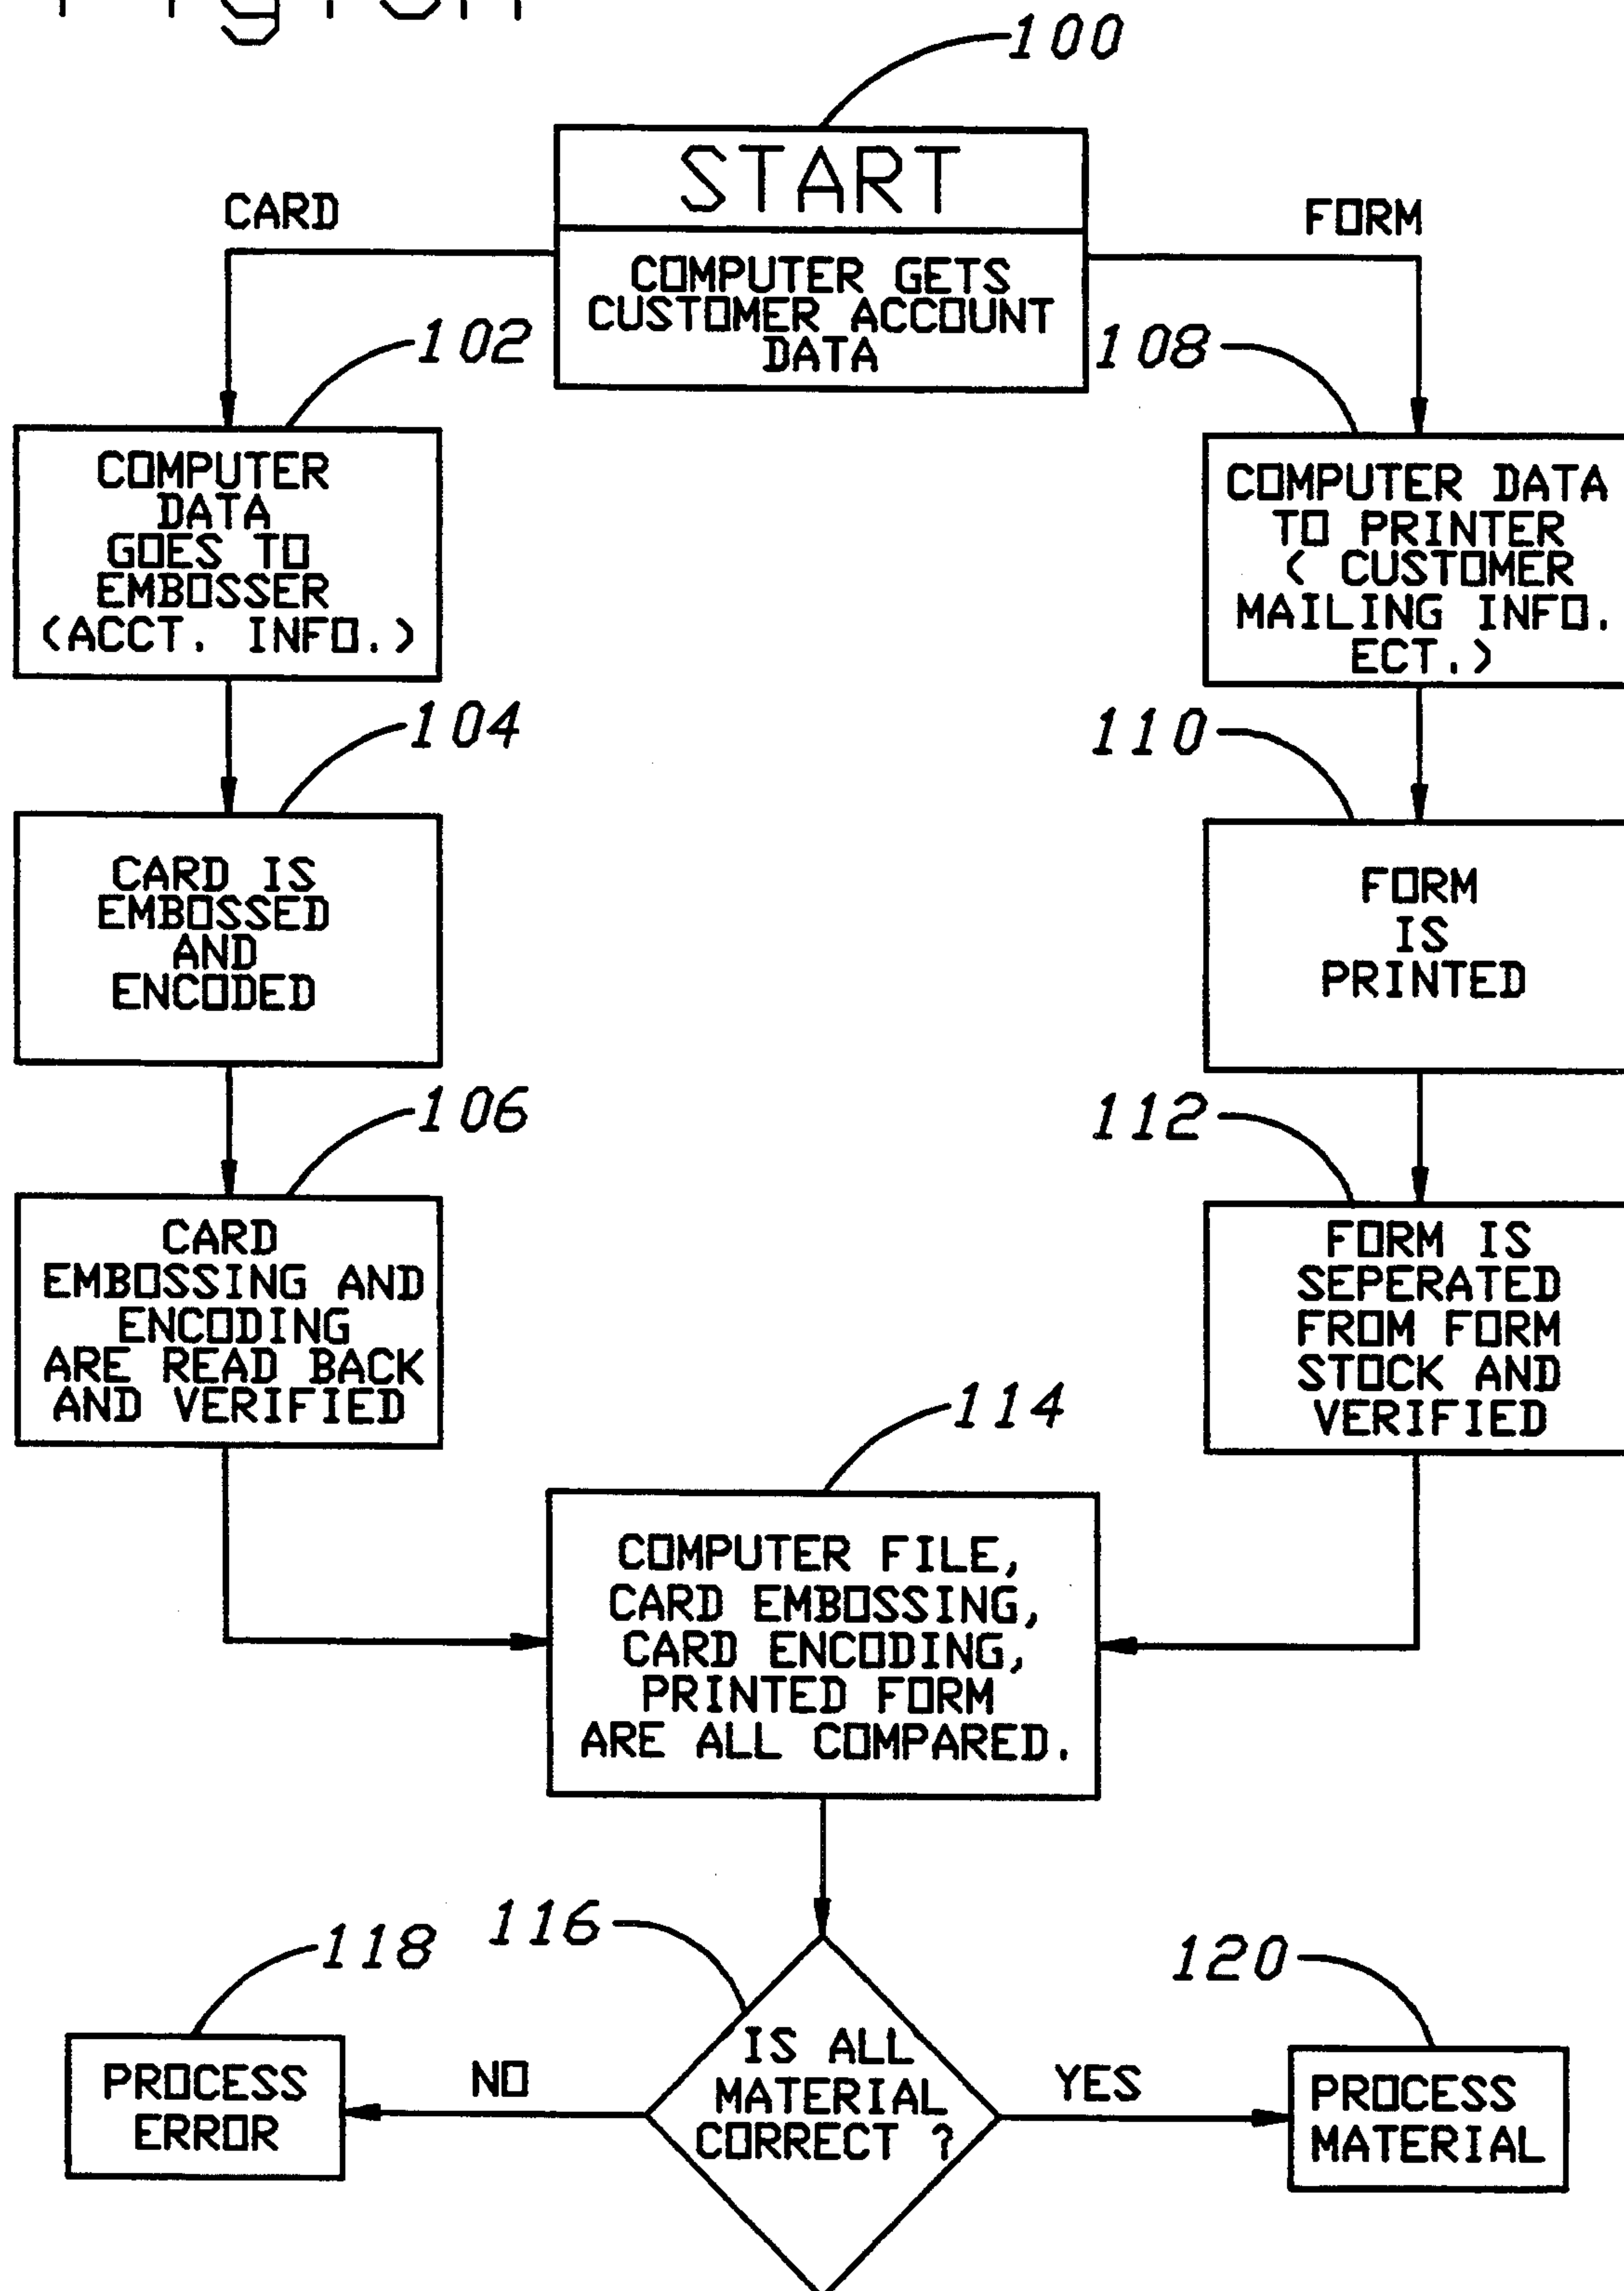 100
START
COMPUTER GETS
CUSTOMER ACCOUNT
DATA
CARD
FORM
102
COMPUTER
DATA
GOES TO
EMBOSSER
(ACCT. INFO.)
108
COMPUTER DATA
TO PRINTER
( CUSTOMER
MAILING INFO.
ECT.)
104
CARD IS
EMBOSSED
AND
ENCODED
110
FORM
IS
PRINTED
106
CARD
EMBOSSING AND
ENCODING
ARE READ BACK
AND VERIFIED
112
FORM IS
SEPERATED
FROM FORM
STOCK AND
VERIFIED
114
COMPUTER FILE,
CARD EMBOSSING,
CARD ENCODING,
PRINTED FORM
ARE ALL COMPARED.
116
IS ALL
MATERIAL
CORRECT ?
NO
118
PROCESS
ERROR
YES
120
PROCESS
MATERIAL